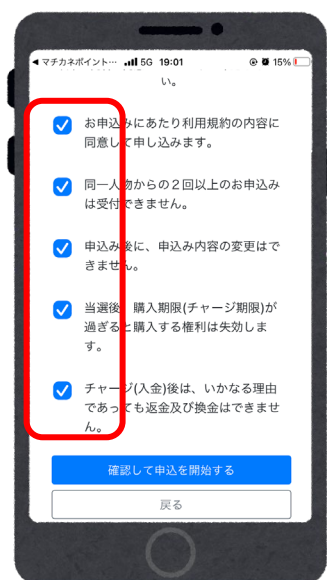 ◀マチカネポイント… 5G 19:01 15%
い。
お申込みにあたり利用規約の内容に
同意して申し込みます。
同一人物からの２回以上のお申込み
は受付できません。
申込み後に、申込み内容の変更はで
きません。
当選後、購入期限(チャージ期限)が
過ぎると購入する権利は失効しま
す。
チャージ(入金)後は、いかなる理由
であっても返金及び換金はできませ
ん。
確認して申込を開始する
戻る